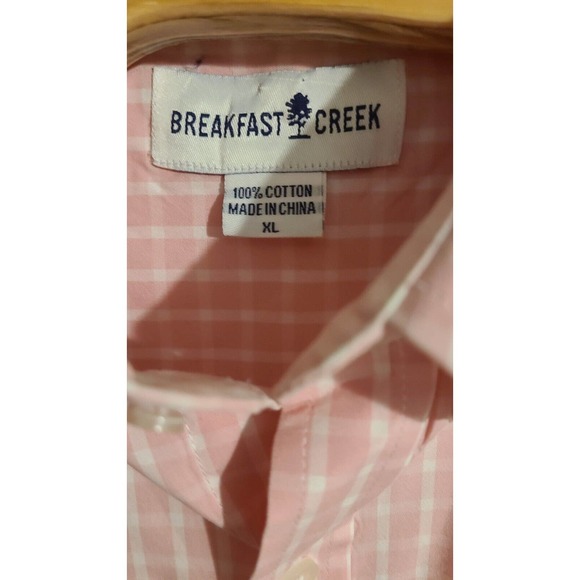 BREAKFAST CREEK
100% COTTON
MADE IN CHINA
XL